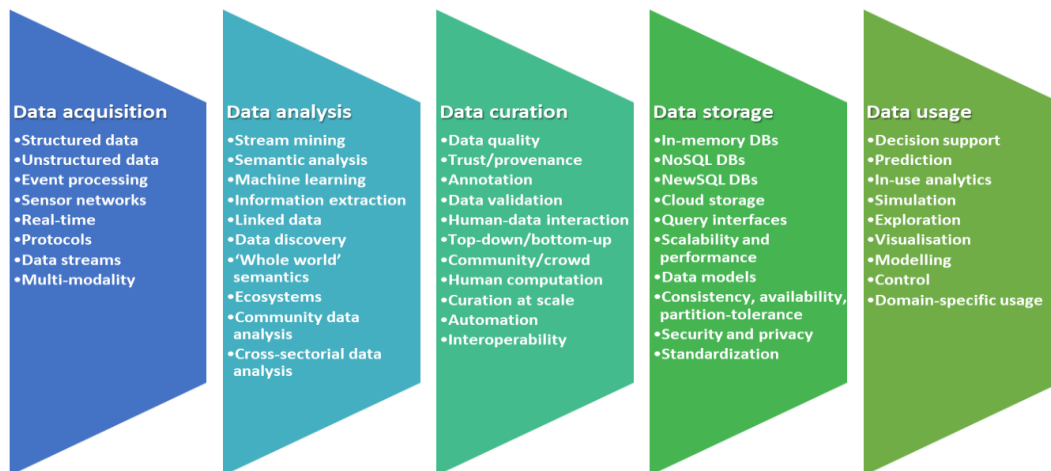 Data acquisition
•Structured data
•Unstructured data
•Event processing
•Sensor networks
•Real-time
•Protocols
•Data streams
•Multi-modality
Data analysis
•Stream mining
•Semantic analysis
•Machine learning
•Information extraction
•Linked data
•Data discovery
•‘Whole world’
semantics
•Ecosystems
•Community data
analysis
•Cross-sectorial data
analysis
Data curation
•Data quality
•Trust/provenance
•Annotation
•Data validation
•Human-data interaction
•Top-down/bottom-up
•Community/crowd
•Human computation
•Curation at scale
•Automation
•Interoperability
Data storage
•In-memory DBs
•NoSQL DBs
•NewSQL DBs
•Cloud storage
•Query interfaces
•Scalability and
performance
•Data models
•Consistency, availability,
partition-tolerance
•Security and privacy
•Standardization
Data usage
•Decision support
•Prediction
•In-use analytics
•Simulation
•Exploration
•Visualisation
•Modelling
•Control
•Domain-specific usage